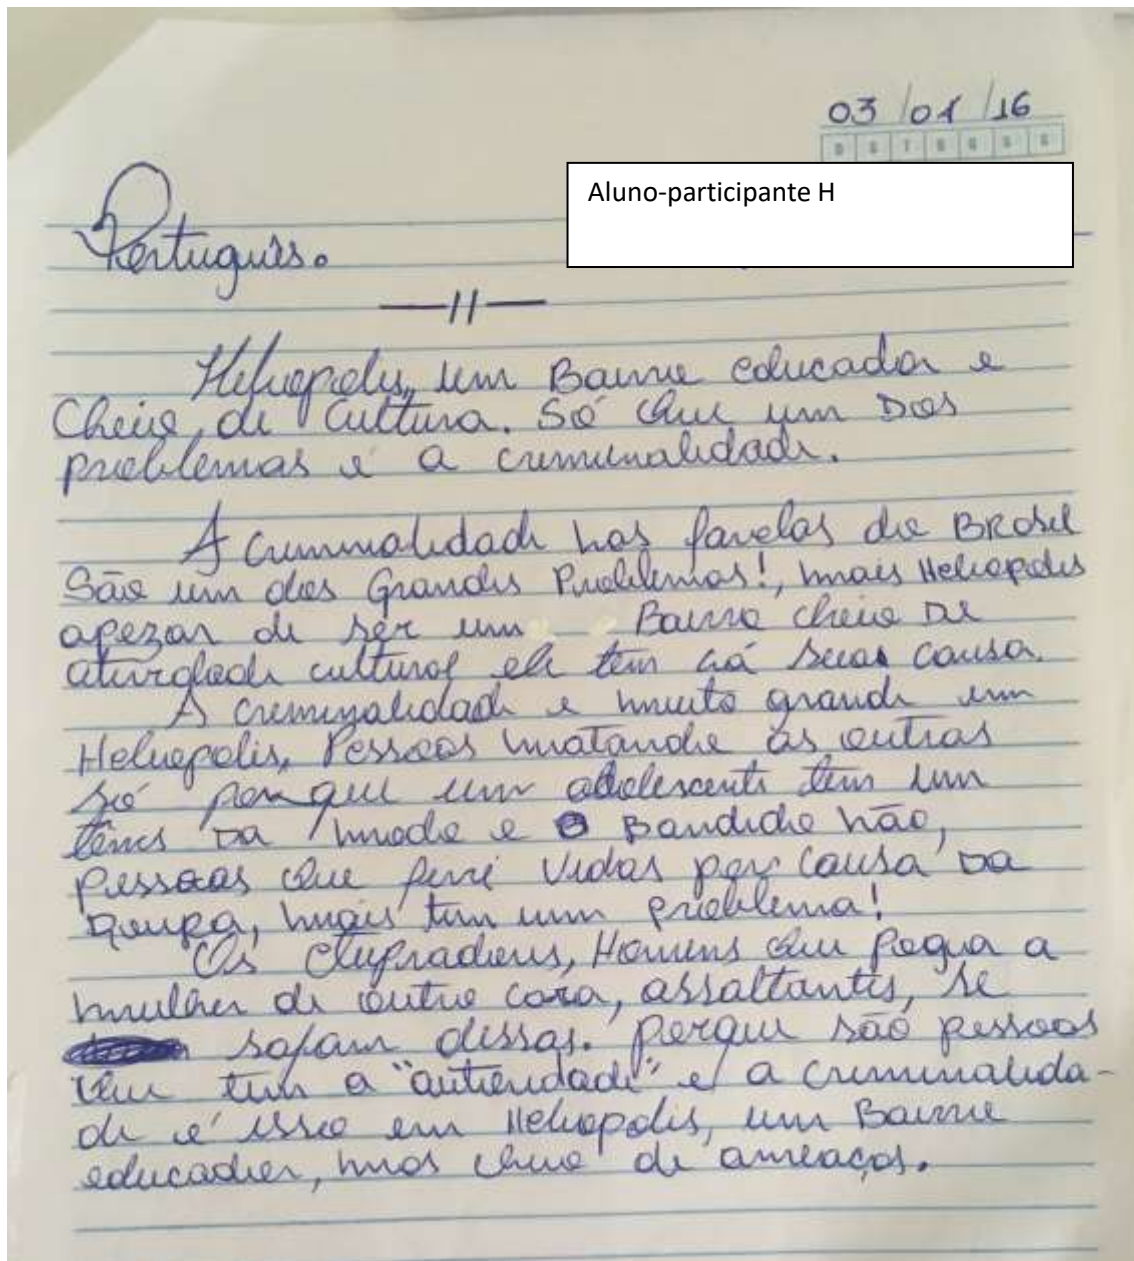 03/01/16
D S T Q Q S S
Aluno-participante H
Português.
—11—
Heliopolis, um Bairro educador e
Cheio de Cultura. Só que um Dos
problemas é a criminalidade.
A criminalidade nas favelas do BRasil
São um dos Grandes Problemas!, mais Heliopolis
apezar de ser um Bairro cheio De
atividade cultural ele tem cá suas causa.
A criminalidade e muito grande em
Heliopolis, Pessoas matando as outras
só porque um adolescente tem um
tênis Da moda e o Bandido não,
pessoas que feri vidas por causa Da
roupa, mais tem um problema!
Os Homens que pegra a
mulher de outro cara, assaltantes, se
safam dissas. porque são pessoas
que tem a "autoridade" e a criminalida-
de é isso em Heliopolis, um Bairro
educador, mas cheio de ameaças.